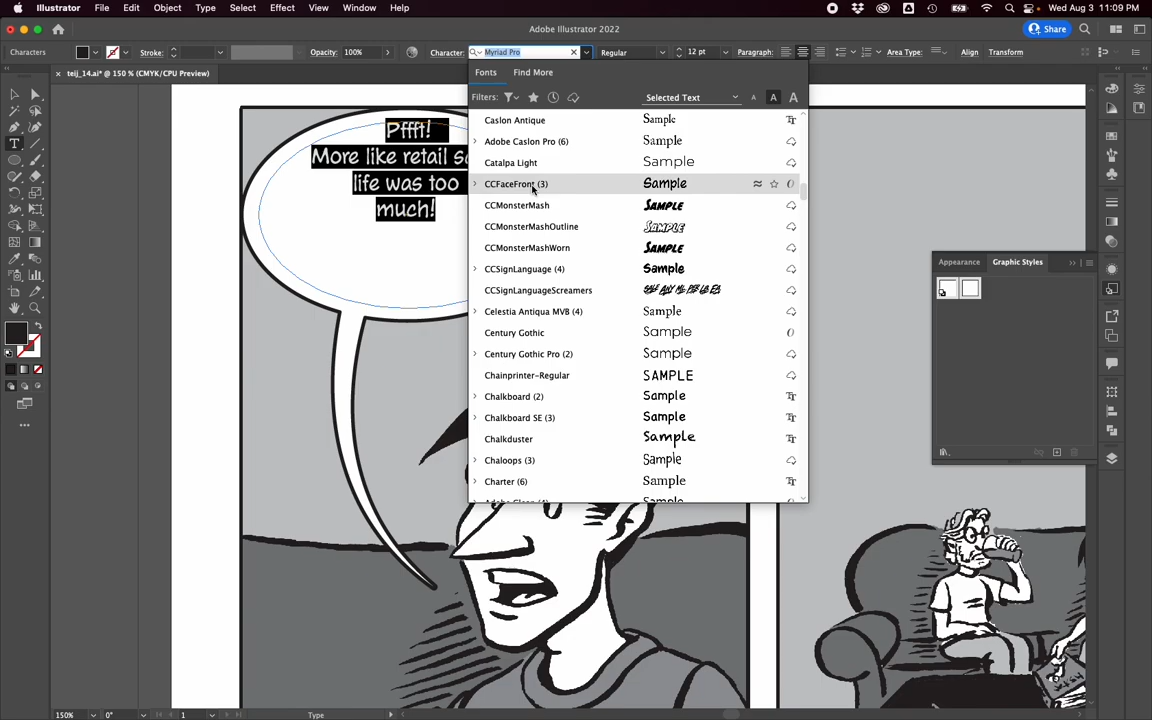 Illustrator File Edit Object Type Select Effect View Window Help Wed Aug 3 11:09 PM
Adobe Illustrator 2022
Share
Characters Stroke: Opacity: 100% Character: Myriad Pro Regular 12 pt Paragraph: Area Type: Align Transform
× teij_14.ai* @ 150 % (CMYK/CPU Preview)
Fonts Find More
Filters: Selected Text A A A
Caslon Antique Sample
Adobe Caslon Pro (6) Sample
Catalpa Light Sample
CCFaceFront (3) Sample
CCMonsterMash SAMPLE
CCMonsterMashOutline SAMPLE
CCMonsterMashWorn SAMPLE
CCSignLanguage (4) Sample
CCSignLanguageScreamers
Celestia Antiqua MVB (4) Sample
Century Gothic Sample
Century Gothic Pro (2) Sample
Chainprinter-Regular SAMPLE
Chalkboard (2) Sample
Chalkboard SE (3) Sample
Chalkduster Sample
Chaloops (3) Sample
Charter (6) Sample
Pffft!
More like retail
life was too
much!
Appearance Graphic Styles
150% 0° 1 Type